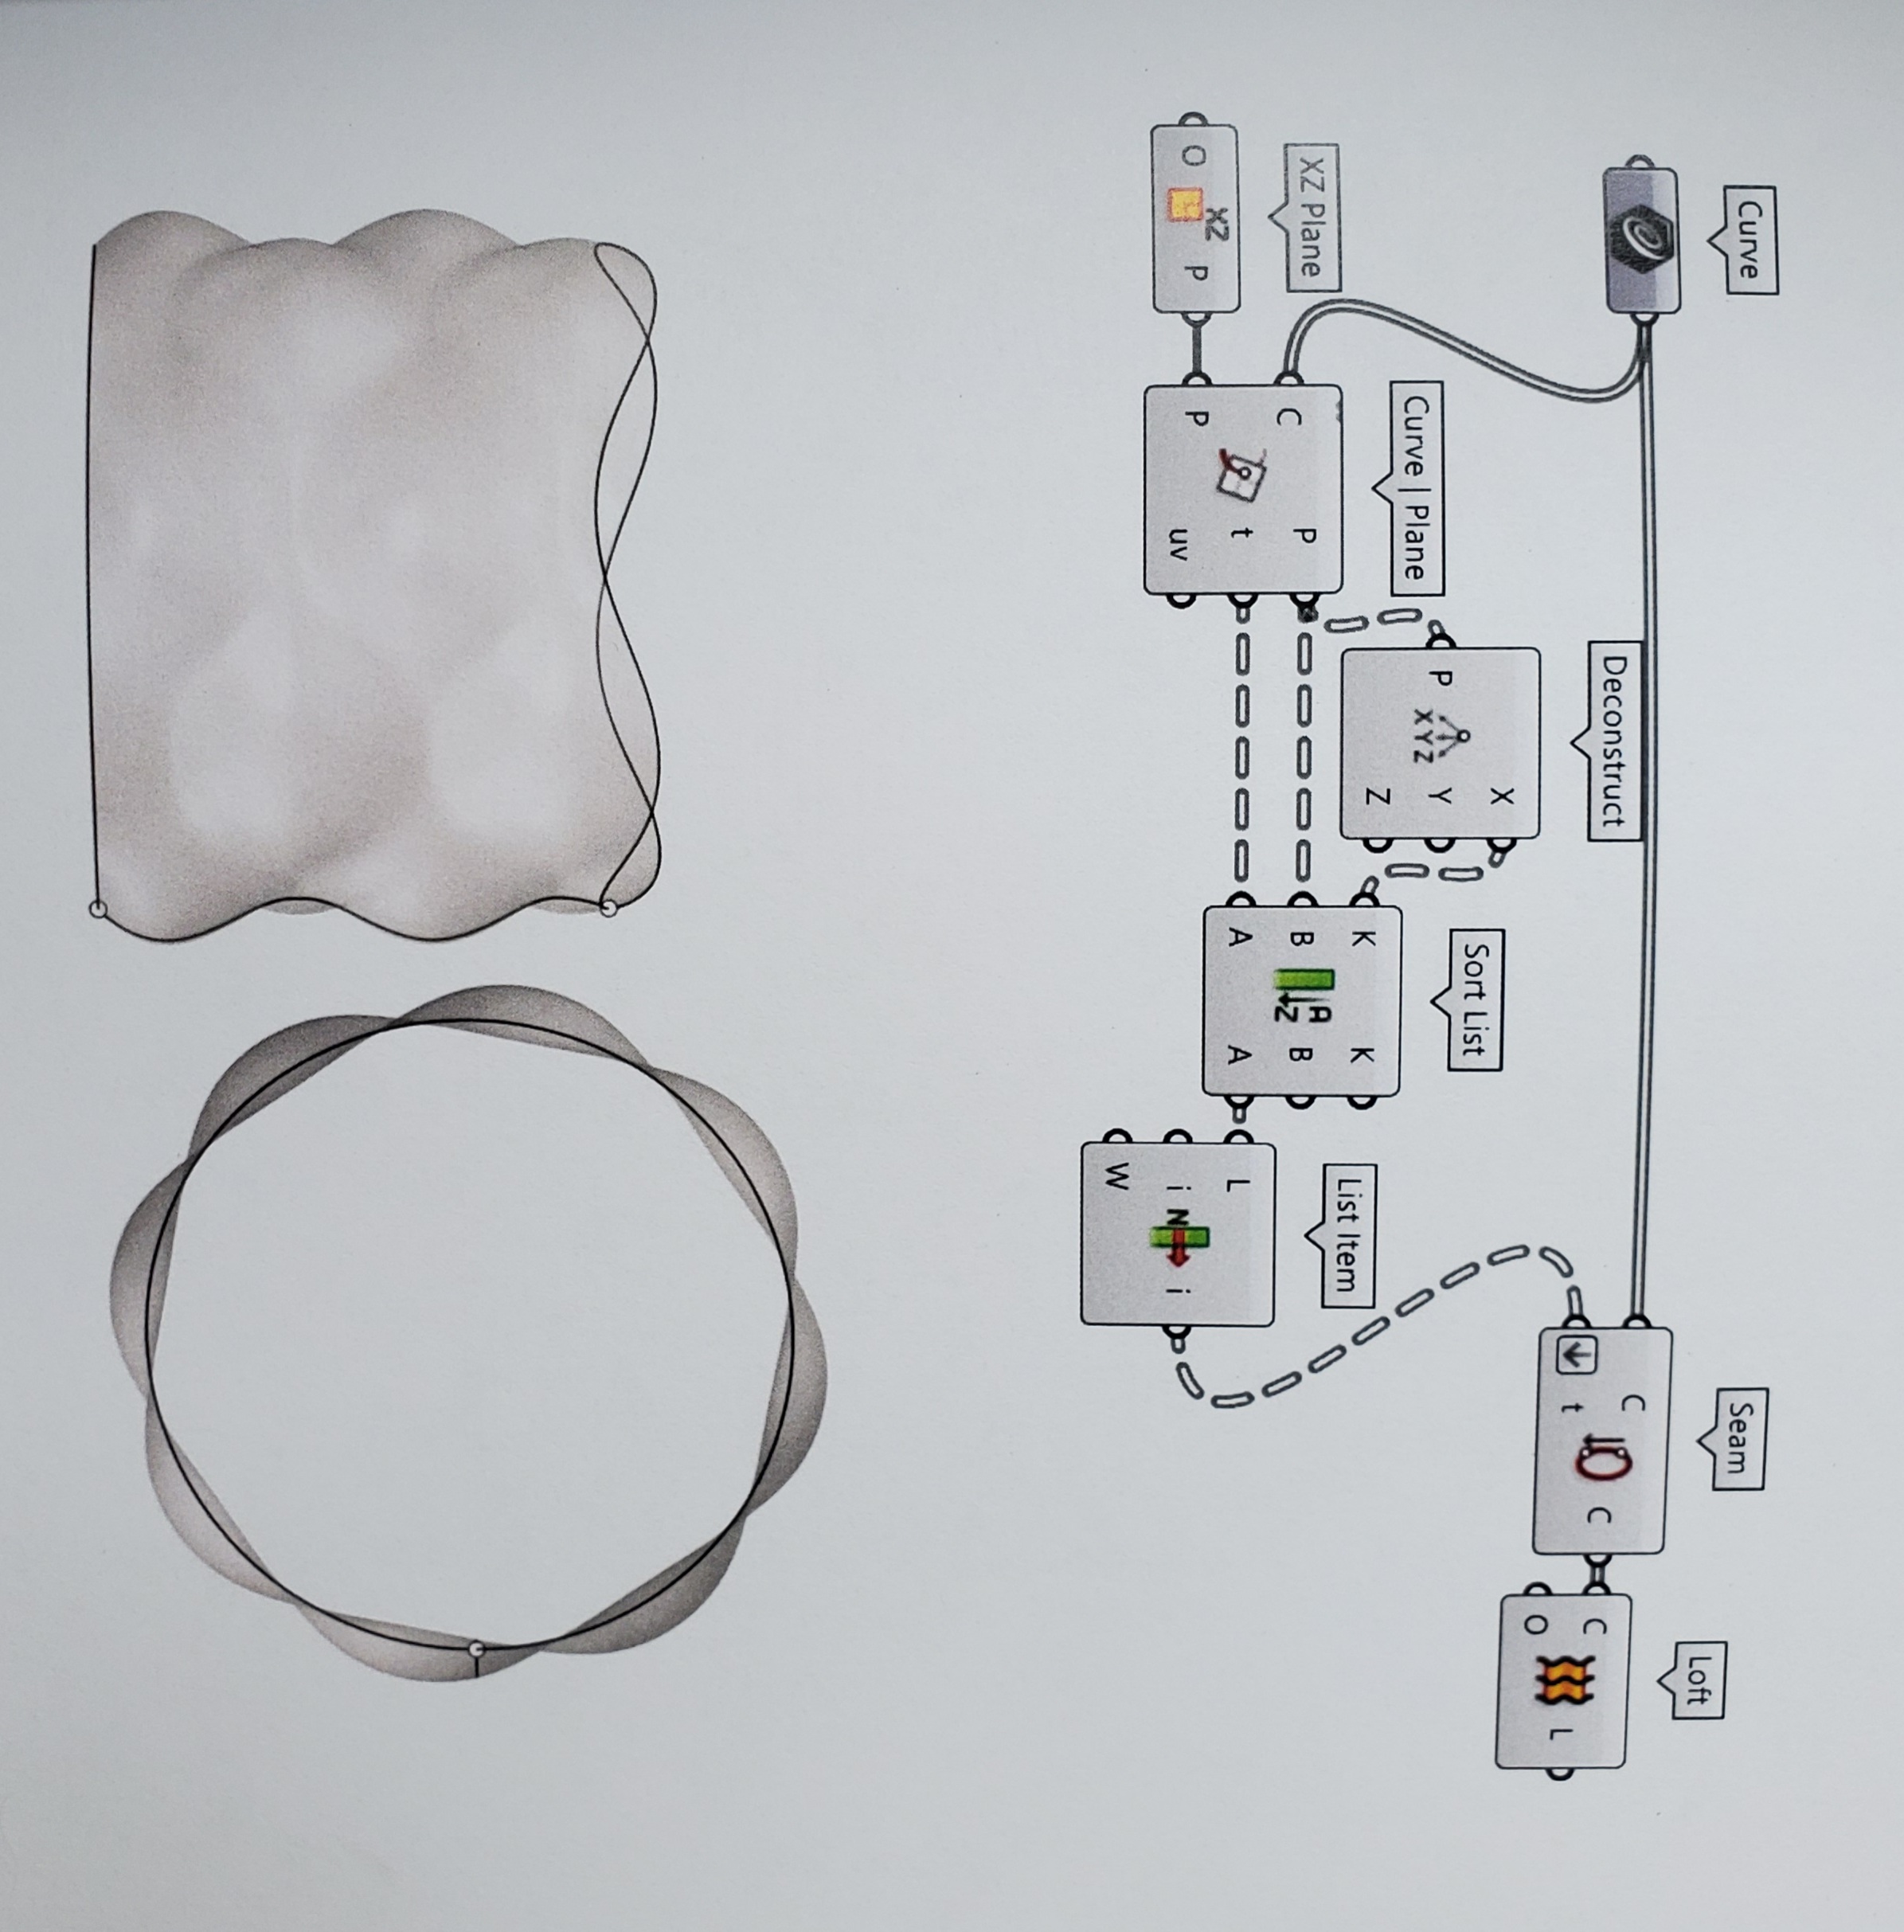 Curve
Seam
Loft
C
t
C
C
O
L
Deconstruct
P
X Y Z
X
Y
Z
Sort List
K
B
A
A
Z
K
B
A
Curve | Plane
C
P
P
t
uv
XZ Plane
O
XZ
P
List Item
L
i
W
N
i